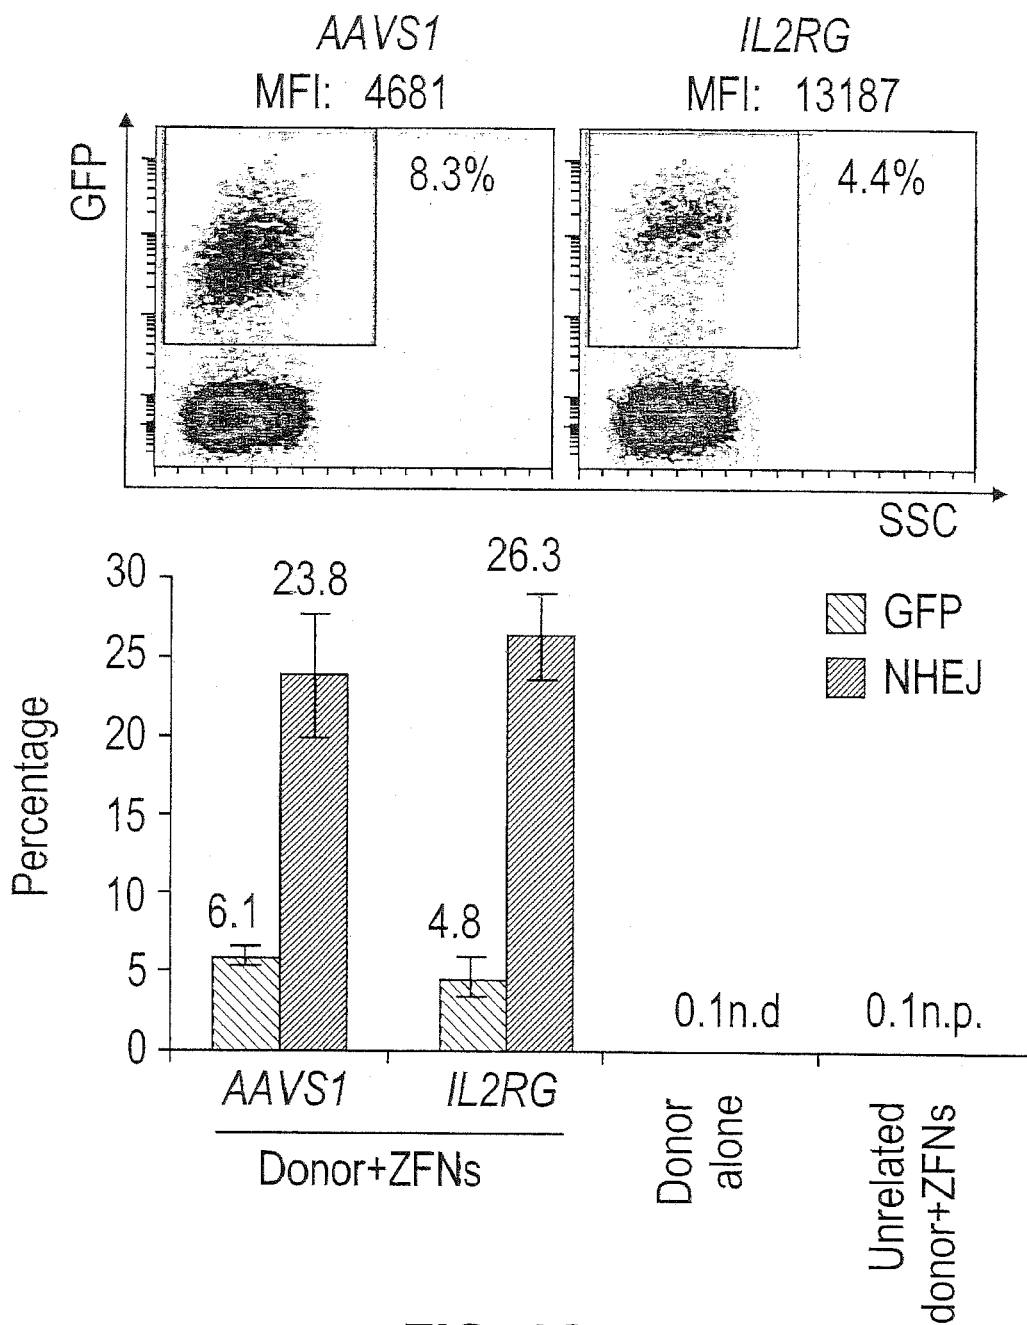 AAVS1
MFI: 4681
IL2RG
MFI: 13187
GFP
8.3%
4.4%
SSC
Percentage
30
25
20
15
10
5
0
6.1
23.8
4.8
26.3
0.1n.d
0.1n.p.
GFP
NHEJ
AAVS1
IL2RG
Donor+ZFNs
Donor
alone
Unrelated
donor+ZFNs